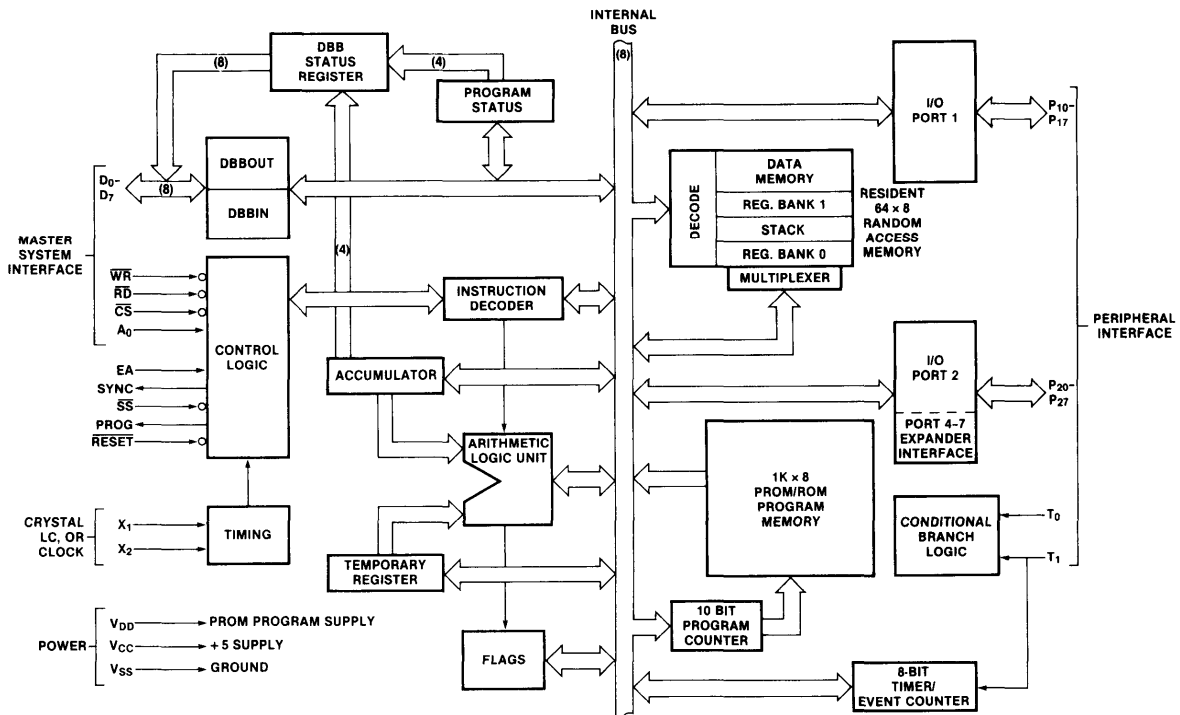 INTERNAL
BUS
(8)
DBB
STATUS
REGISTER
(8)
(4)
PROGRAM
STATUS
DBBOUT
DBBIN
D0–
D7
(8)
(4)
MASTER
SYSTEM
INTERFACE
WR
RD
CS
A0
EA
SYNC
SS
PROG
RESET
CONTROL
LOGIC
INSTRUCTION
DECODER
ACCUMULATOR
ARITHMETIC
LOGIC UNIT
CRYSTAL
LC, OR
CLOCK
X1
X2
TIMING
TEMPORARY
REGISTER
POWER
VDD
PROM PROGRAM SUPPLY
VCC
+5 SUPPLY
VSS
GROUND
FLAGS
I/O
PORT 1
P10–
P17
DECODE
DATA
MEMORY
REG. BANK 1
STACK
REG. BANK 0
MULTIPLEXER
RESIDENT
64 × 8
RANDOM
ACCESS
MEMORY
PERIPHERAL
INTERFACE
I/O
PORT 2
PORT 4-7
EXPANDER
INTERFACE
P20–
P27
1K × 8
PROM/ROM
PROGRAM
MEMORY
CONDITIONAL
BRANCH
LOGIC
T0
T1
10 BIT
PROGRAM
COUNTER
8-BIT
TIMER/
EVENT COUNTER